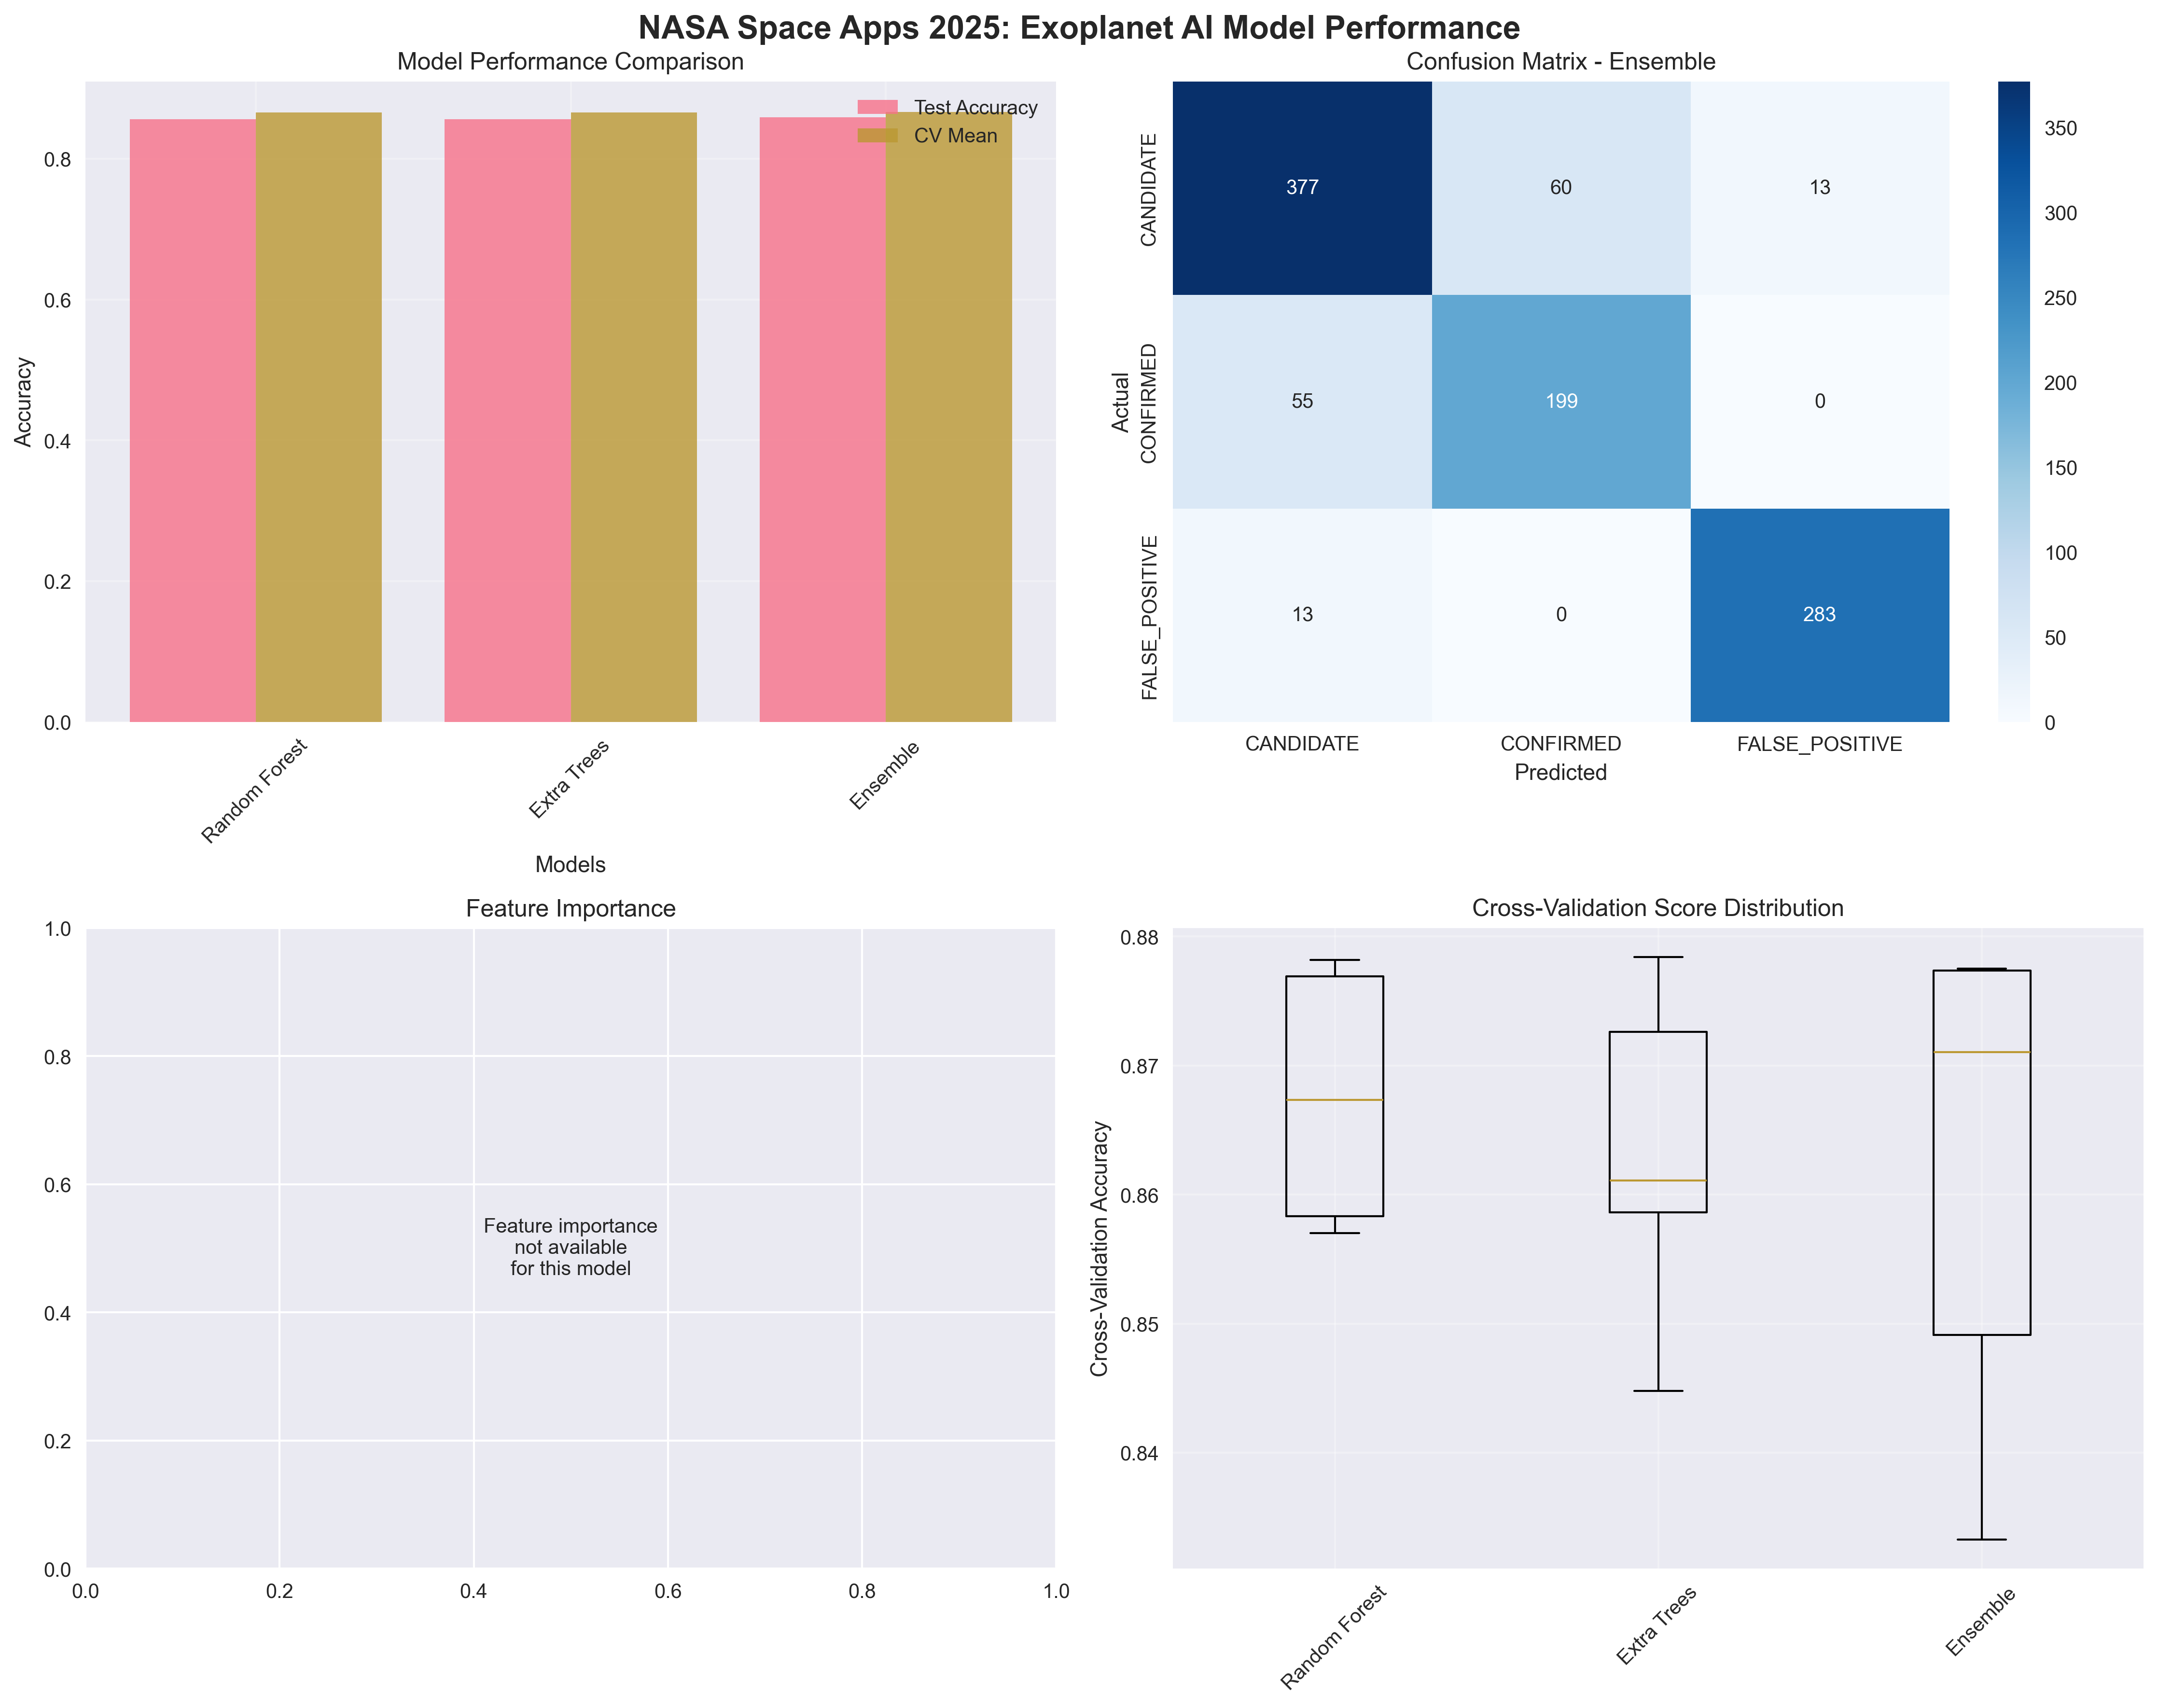 NASA Space Apps 2025: Exoplanet AI Model Performance
Model Performance Comparison
Test Accuracy
CV Mean
Accuracy
0.8
0.6
0.4
0.2
0.0
Random Forest
Extra Trees
Ensemble
Models
Confusion Matrix - Ensemble
Actual
CANDIDATE
CONFIRMED
FALSE_POSITIVE
377 60 13
55 199 0
13 0 283
CANDIDATE CONFIRMED FALSE_POSITIVE
Predicted
350
300
250
200
150
100
50
0
Feature Importance
1.0
0.8
0.6
0.4
0.2
0.0
Feature importance
not available
for this model
0.0 0.2 0.4 0.6 0.8 1.0
Cross-Validation Score Distribution
Cross-Validation Accuracy
0.88
0.87
0.86
0.85
0.84
Random Forest
Extra Trees
Ensemble